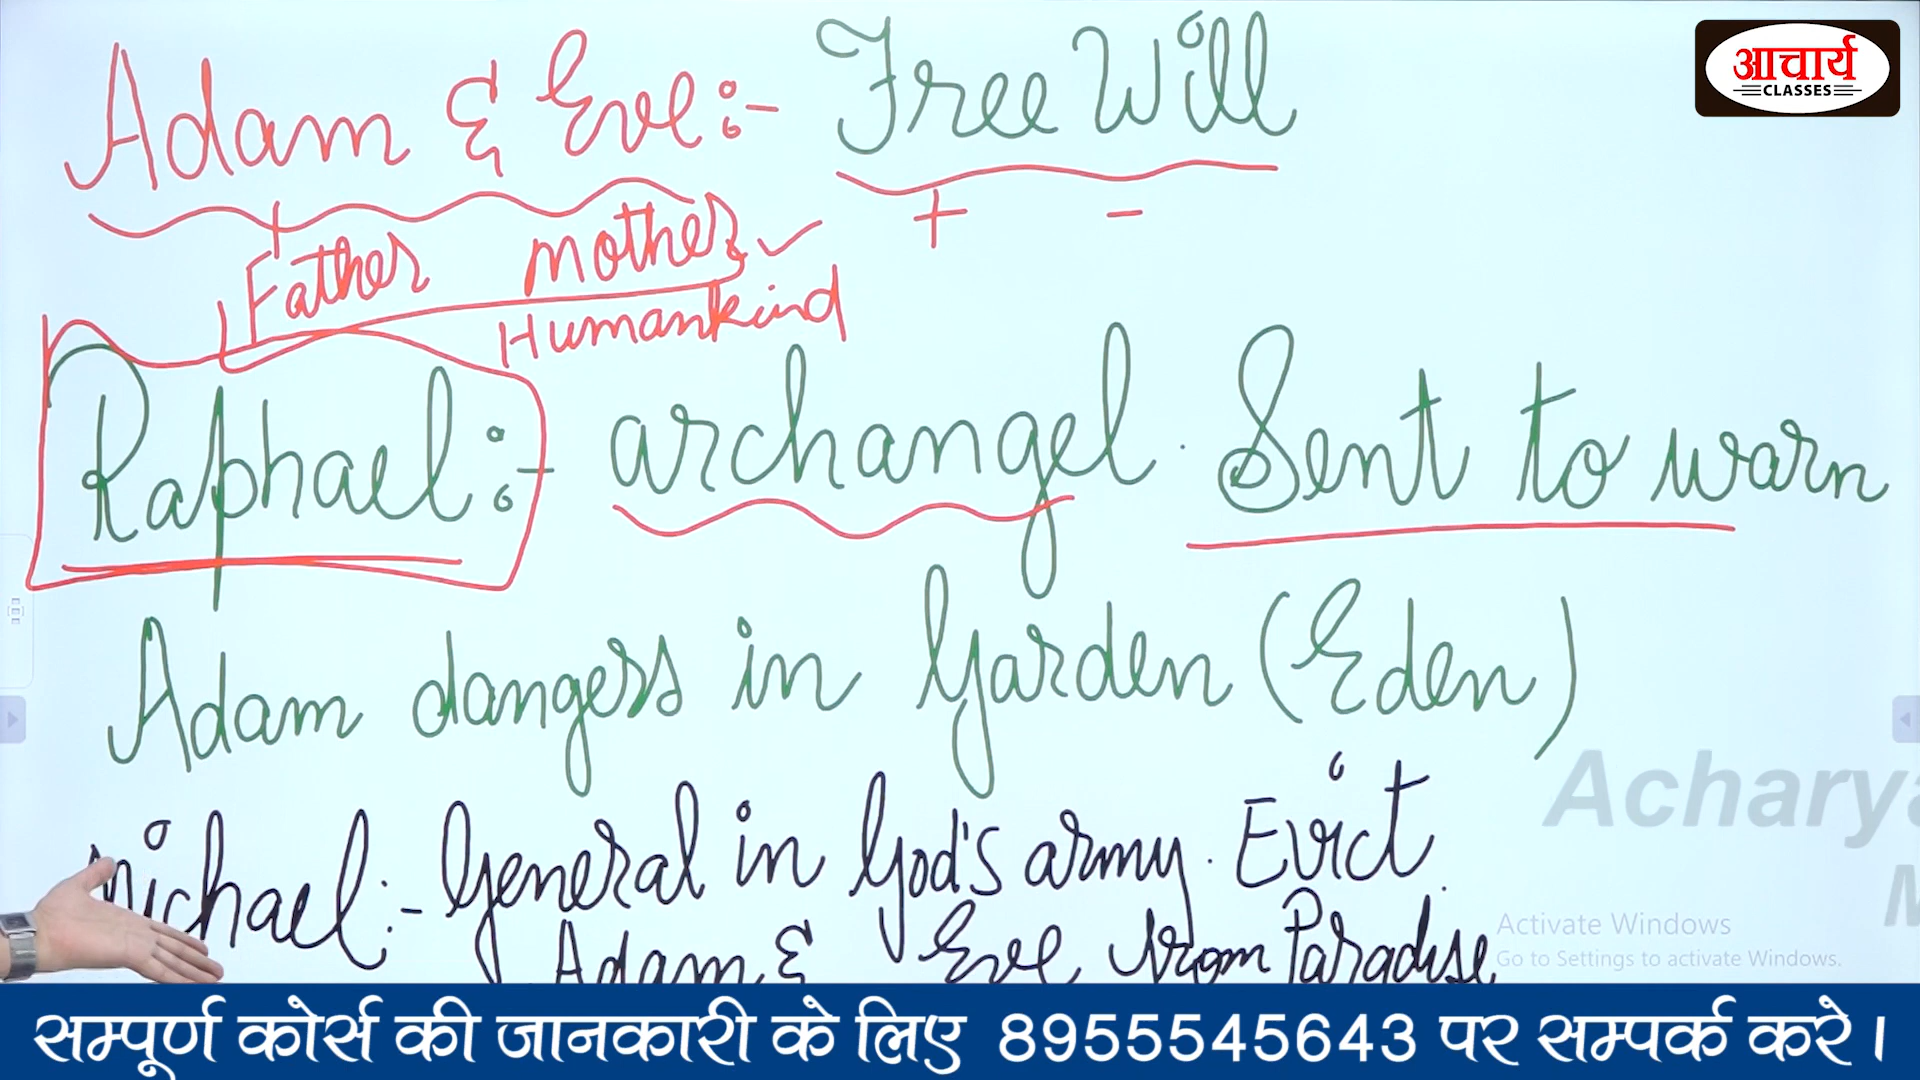 आचार्य
CLASSES
Adam & Eve:- Free Will
+ -
Father Mother
Humankind
Raphael:- archangel. Sent to warn
Adam dangers in Garden (Eden)
Michael:- General in God's army. Evict
Adam & Eve from Paradise
Acharya
M
Activate Windows
Go to Settings to activate Windows.
सम्पूर्ण कोर्स की जानकारी के लिए 8955545643 पर सम्पर्क करे।